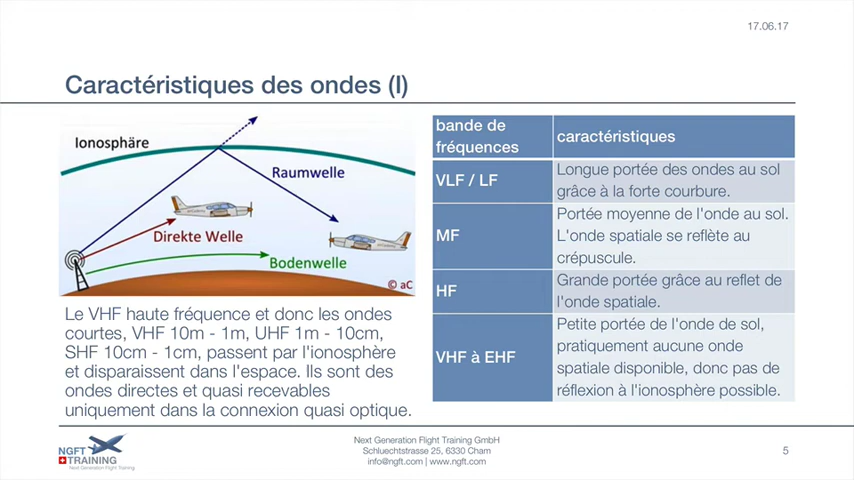 17.06.17
Caractéristiques des ondes (I)
Ionosphäre
Raumwelle
Direkte Welle
Bodenwelle
© aC
Le VHF haute fréquence et donc les ondes
courtes, VHF 10m - 1m, UHF 1m - 10cm,
SHF 10cm - 1cm, passent par l'ionosphère
et disparaissent dans l'espace. Ils sont des
ondes directes et quasi recevables
uniquement dans la connexion quasi optique.
bande de
fréquences
caractéristiques
VLF / LF
Longue portée des ondes au sol
grâce à la forte courbure.
MF
Portée moyenne de l'onde au sol.
L'onde spatiale se reflète au
crépuscule.
HF
Grande portée grâce au reflet de
l'onde spatiale.
VHF à EHF
Petite portée de l'onde de sol,
pratiquement aucune onde
spatiale disponible, donc pas de
réflexion à l'ionosphère possible.
NGFT
TRAINING
Next Generation Flight Training
Next Generation Flight Training GmbH
Schluechtstrasse 25, 6330 Cham
info@ngft.com | www.ngft.com
5